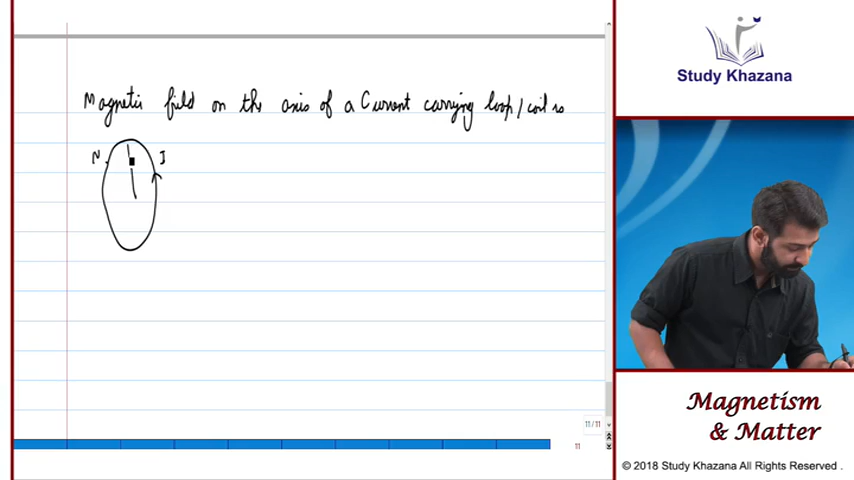 Study Khazana
Magnetic field on the axis of a Current carrying loop/coil is
N
I
11/11
11
Magnetism
& Matter
© 2018 Study Khazana All Rights Reserved .